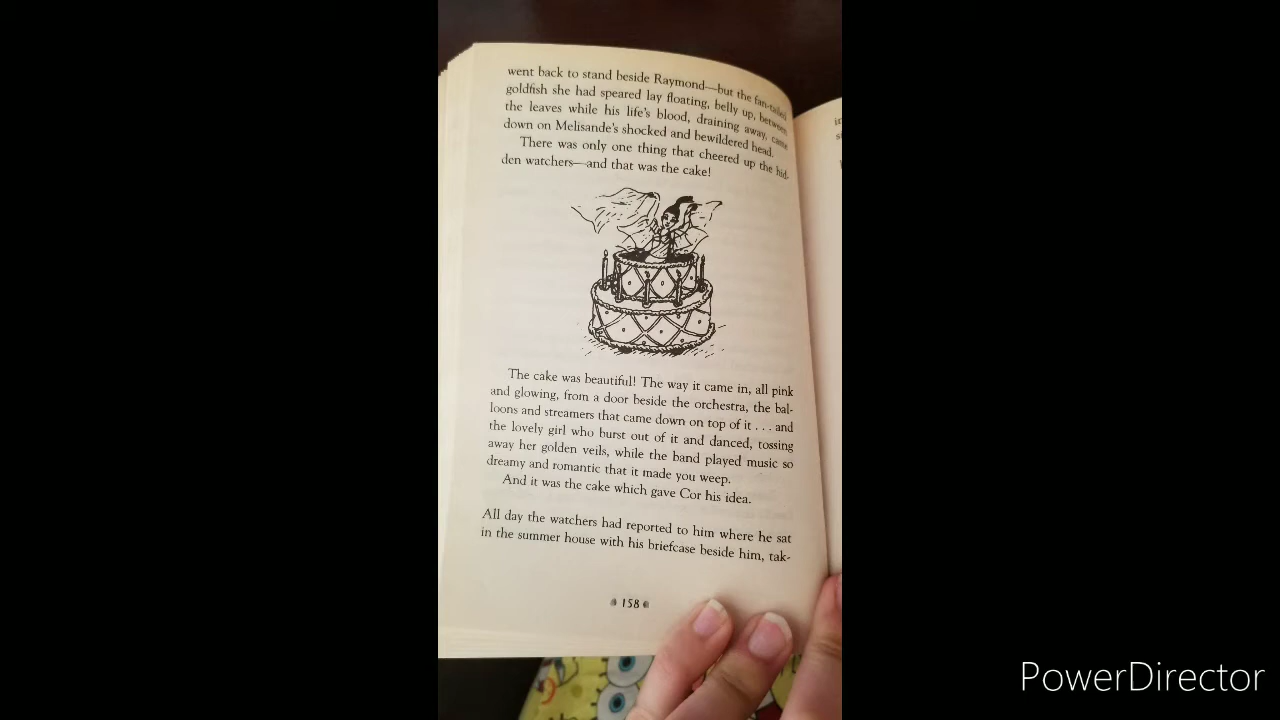 went back to stand beside Raymond—but the fan-tailed
goldfish she had speared lay floating, belly up, between
the leaves while his life's blood, draining away, came
down on Melisande's shocked and bewildered head.
There was only one thing that cheered up the hid-
den watchers—and that was the cake!
The cake was beautiful! The way it came in, all pink
and glowing, from a door beside the orchestra, the bal-
loons and streamers that came down on top of it . . . and
the lovely girl who burst out of it and danced, tossing
away her golden veils, while the band played music so
dreamy and romantic that it made you weep.
And it was the cake which gave Cor his idea.
All day the watchers had reported to him where he sat
in the summer house with his briefcase beside him, tak-
158
PowerDirector